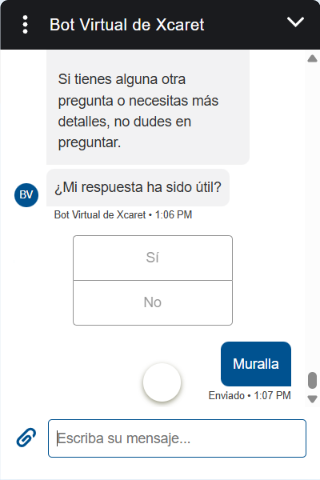 Bot Virtual de Xcaret
Si tienes alguna otra
pregunta o necesitas más
detalles, no dudes en
preguntar.
BV
¿Mi respuesta ha sido útil?
Bot Virtual de Xcaret • 1:06 PM
Sí
No
Muralla
Enviado • 1:07 PM
Escriba su mensaje...